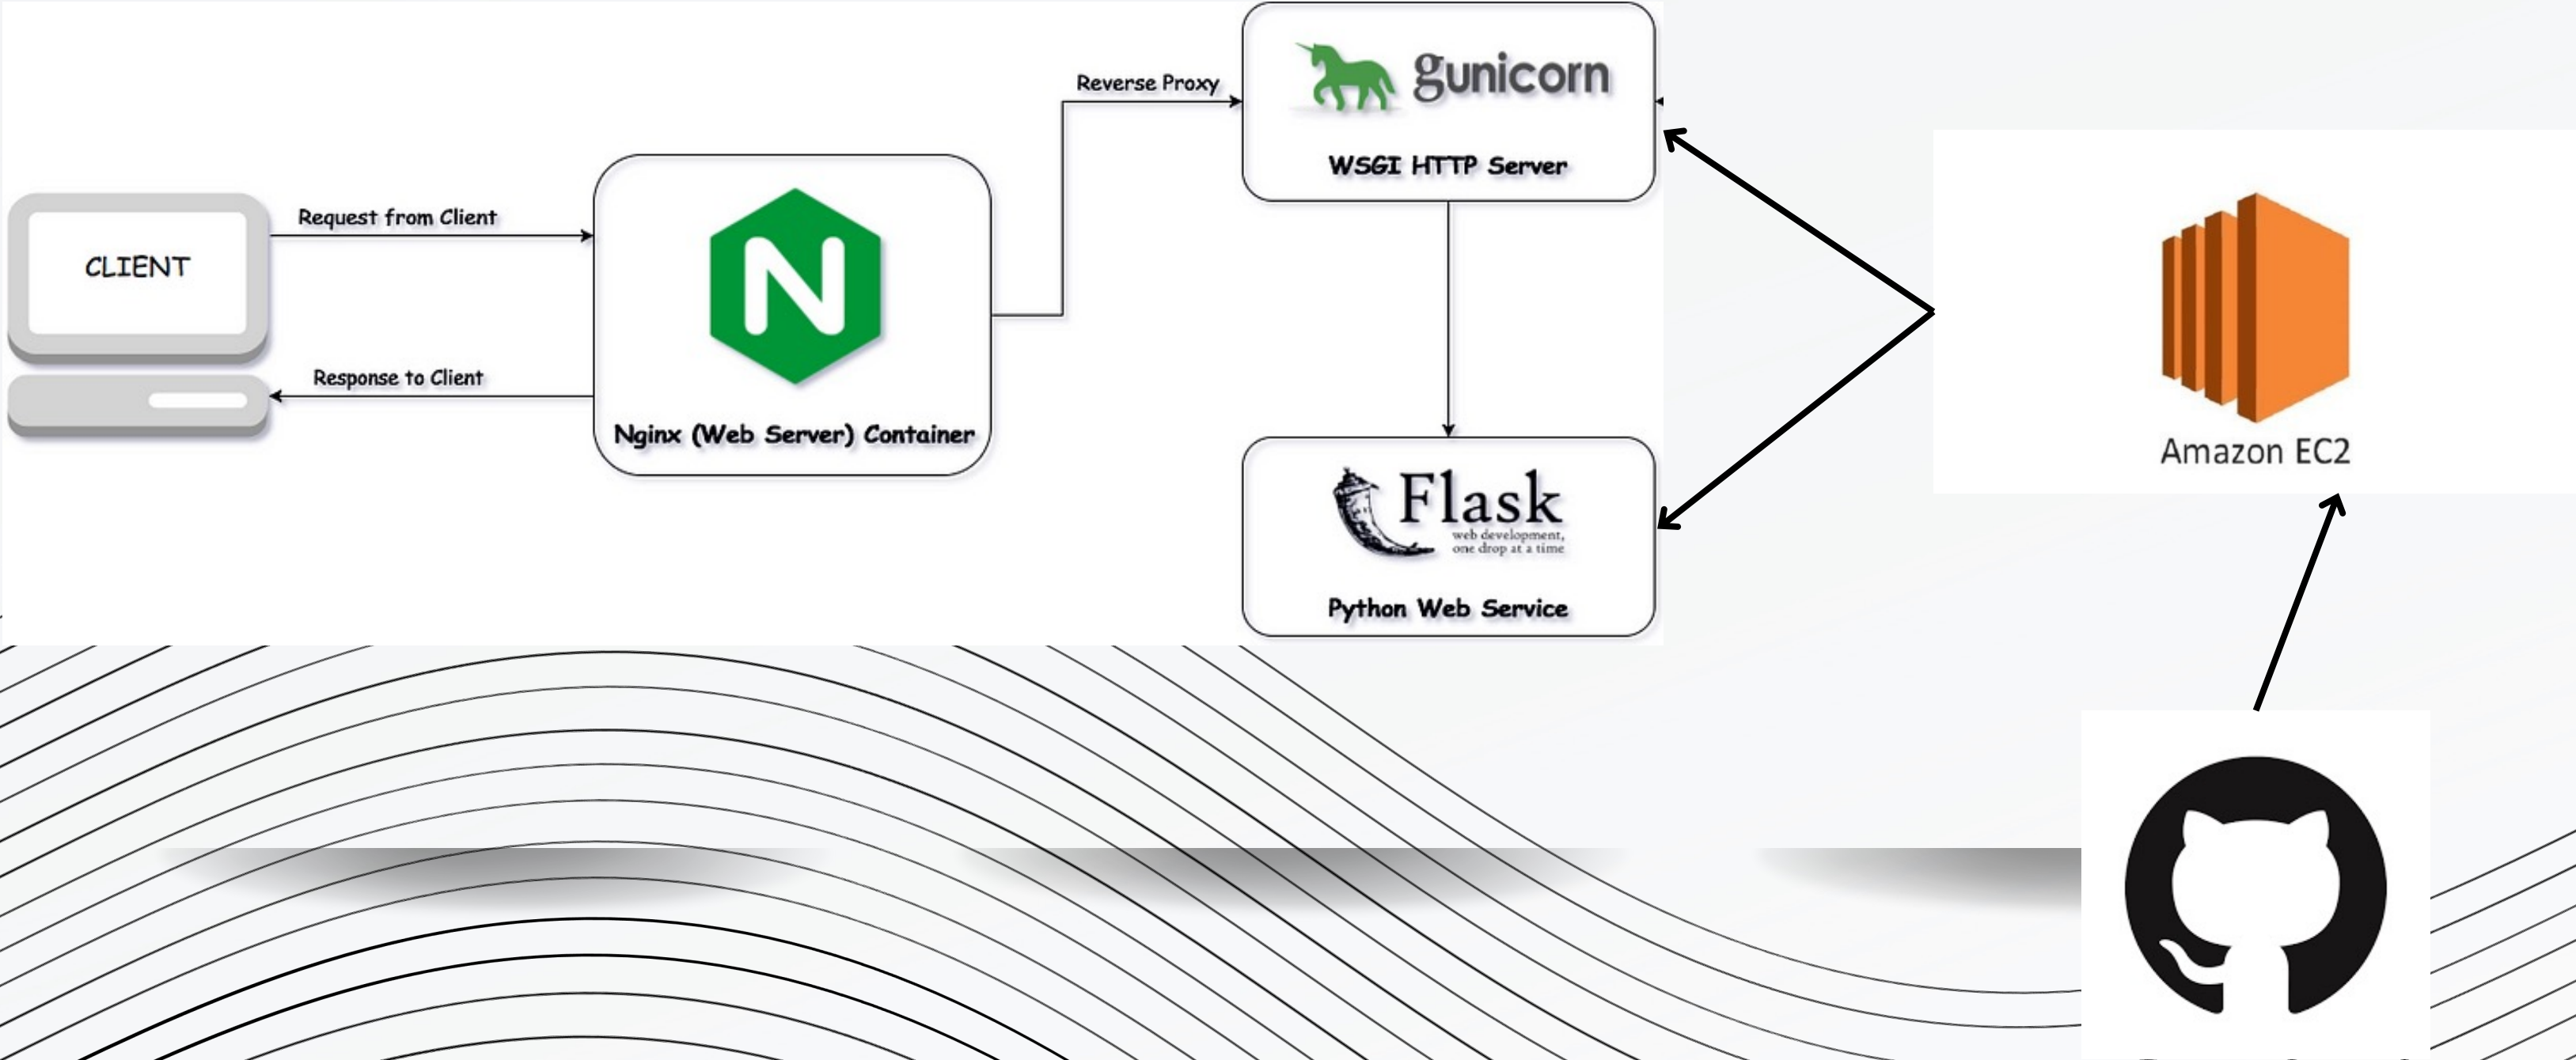 Reverse Proxy
gunicorn
WSGI HTTP Server
Request from Client
CLIENT
N
Response to Client
Nginx (Web Server) Container
Amazon EC2
Flask
web development,
one drop at a time
Python Web Service